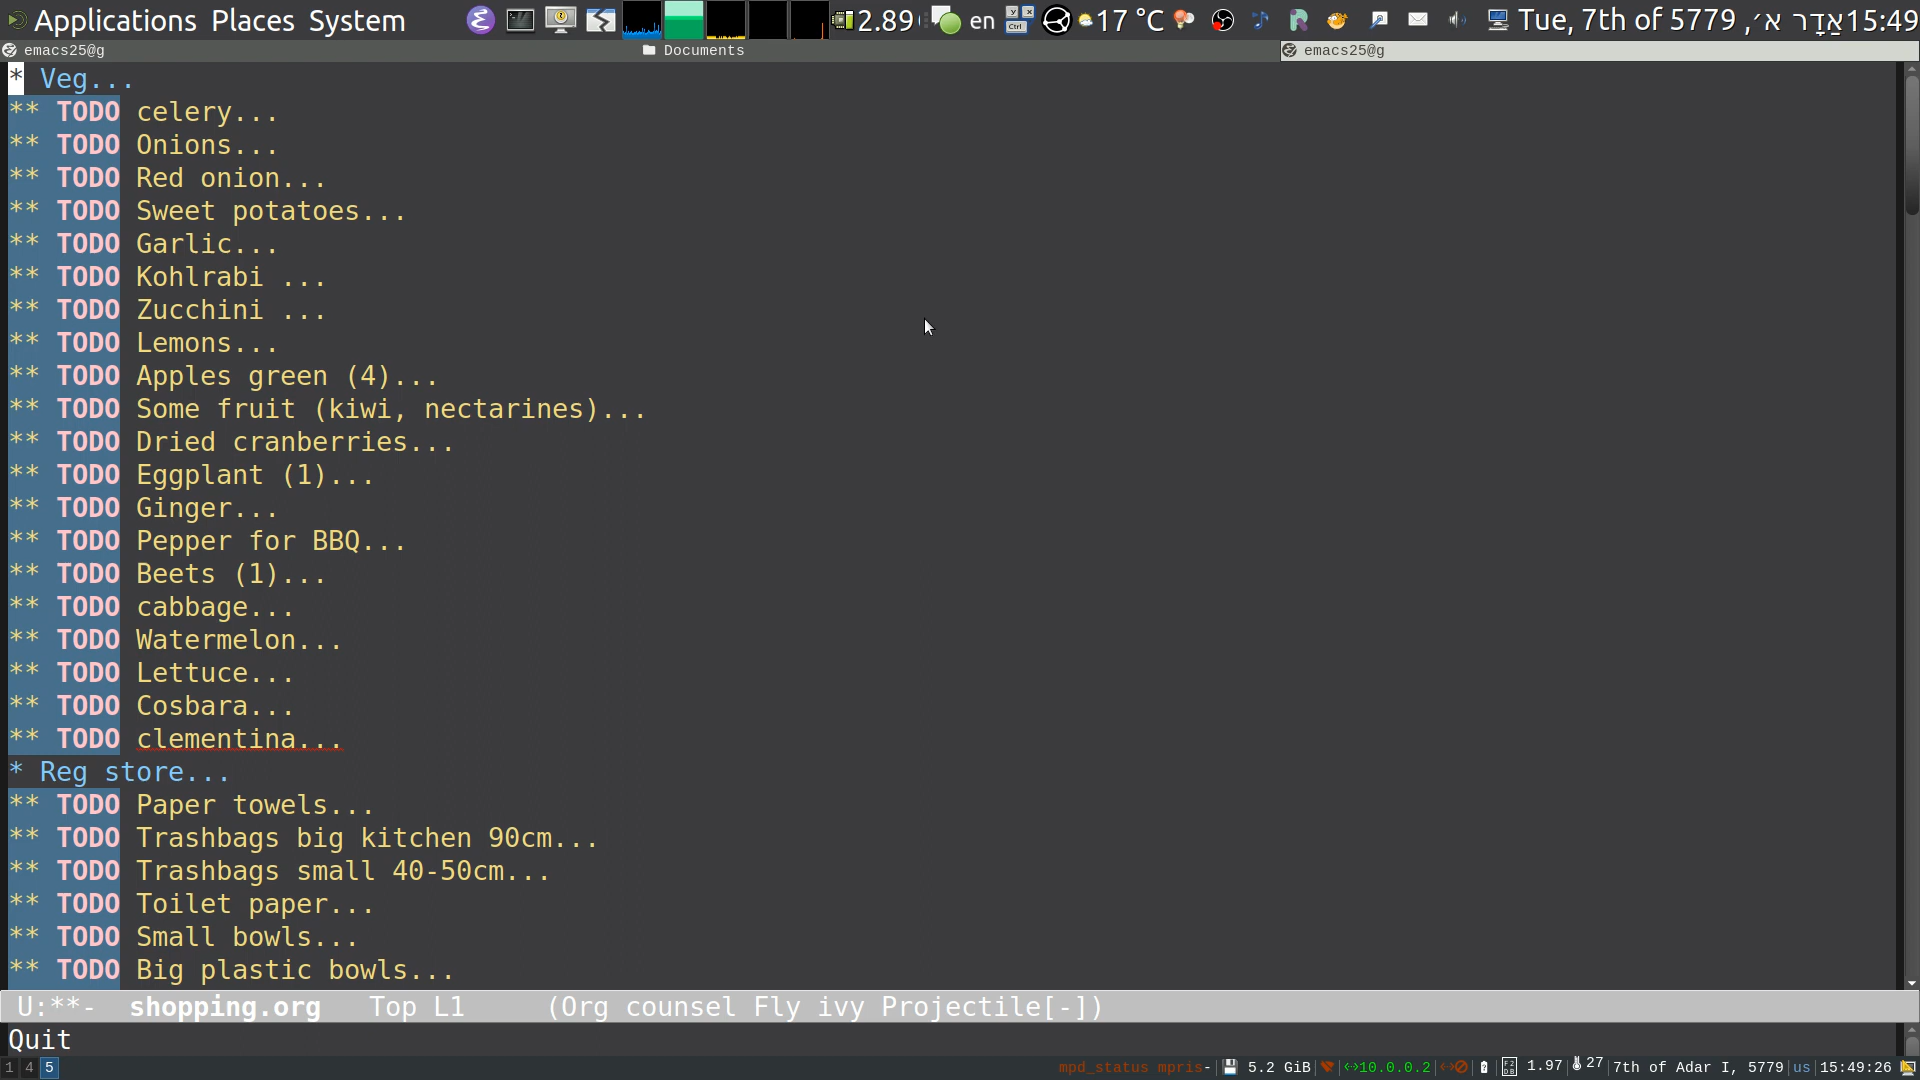 Applications Places System 2.89 en 17 °C Tue, 7th of 5779 ,׳אֲדָר א 15:49
emacs25@g Documents emacs25@g
* Veg...
** TODO celery...
** TODO Onions...
** TODO Red onion...
** TODO Sweet potatoes...
** TODO Garlic...
** TODO Kohlrabi ...
** TODO Zucchini ...
** TODO Lemons...
** TODO Apples green (4)...
** TODO Some fruit (kiwi, nectarines)...
** TODO Dried cranberries...
** TODO Eggplant (1)...
** TODO Ginger...
** TODO Pepper for BBQ...
** TODO Beets (1)...
** TODO cabbage...
** TODO Watermelon...
** TODO Lettuce...
** TODO Cosbara...
** TODO clementina...
* Reg store...
** TODO Paper towels...
** TODO Trashbags big kitchen 90cm...
** TODO Trashbags small 40-50cm...
** TODO Toilet paper...
** TODO Small bowls...
** TODO Big plastic bowls...
U:**- shopping.org Top L1 (Org counsel Fly ivy Projectile[-])
Quit
1 4 5 mpd_status mpris- 5.2 GiB 10.0.0.2 1.97 27 7th of Adar I, 5779 us 15:49:26